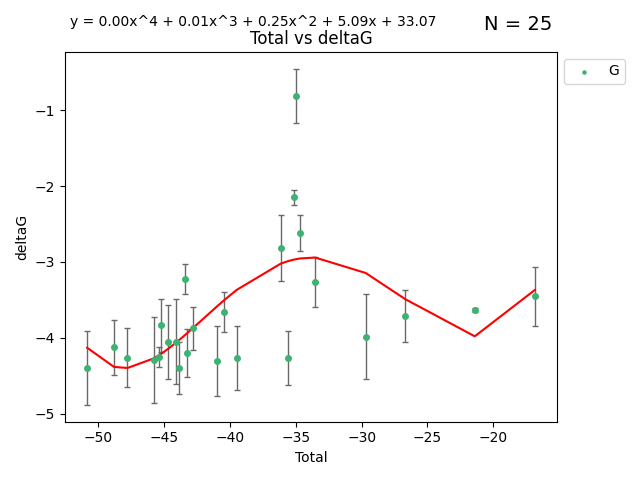 y = 0.00x^4 + 0.01x^3 + 0.25x^2 + 5.09x + 33.07
N = 25
Total vs deltaG
G
deltaG
−1
−2
−3
−4
−5
−50
−45
−40
−35
−30
−25
−20
Total